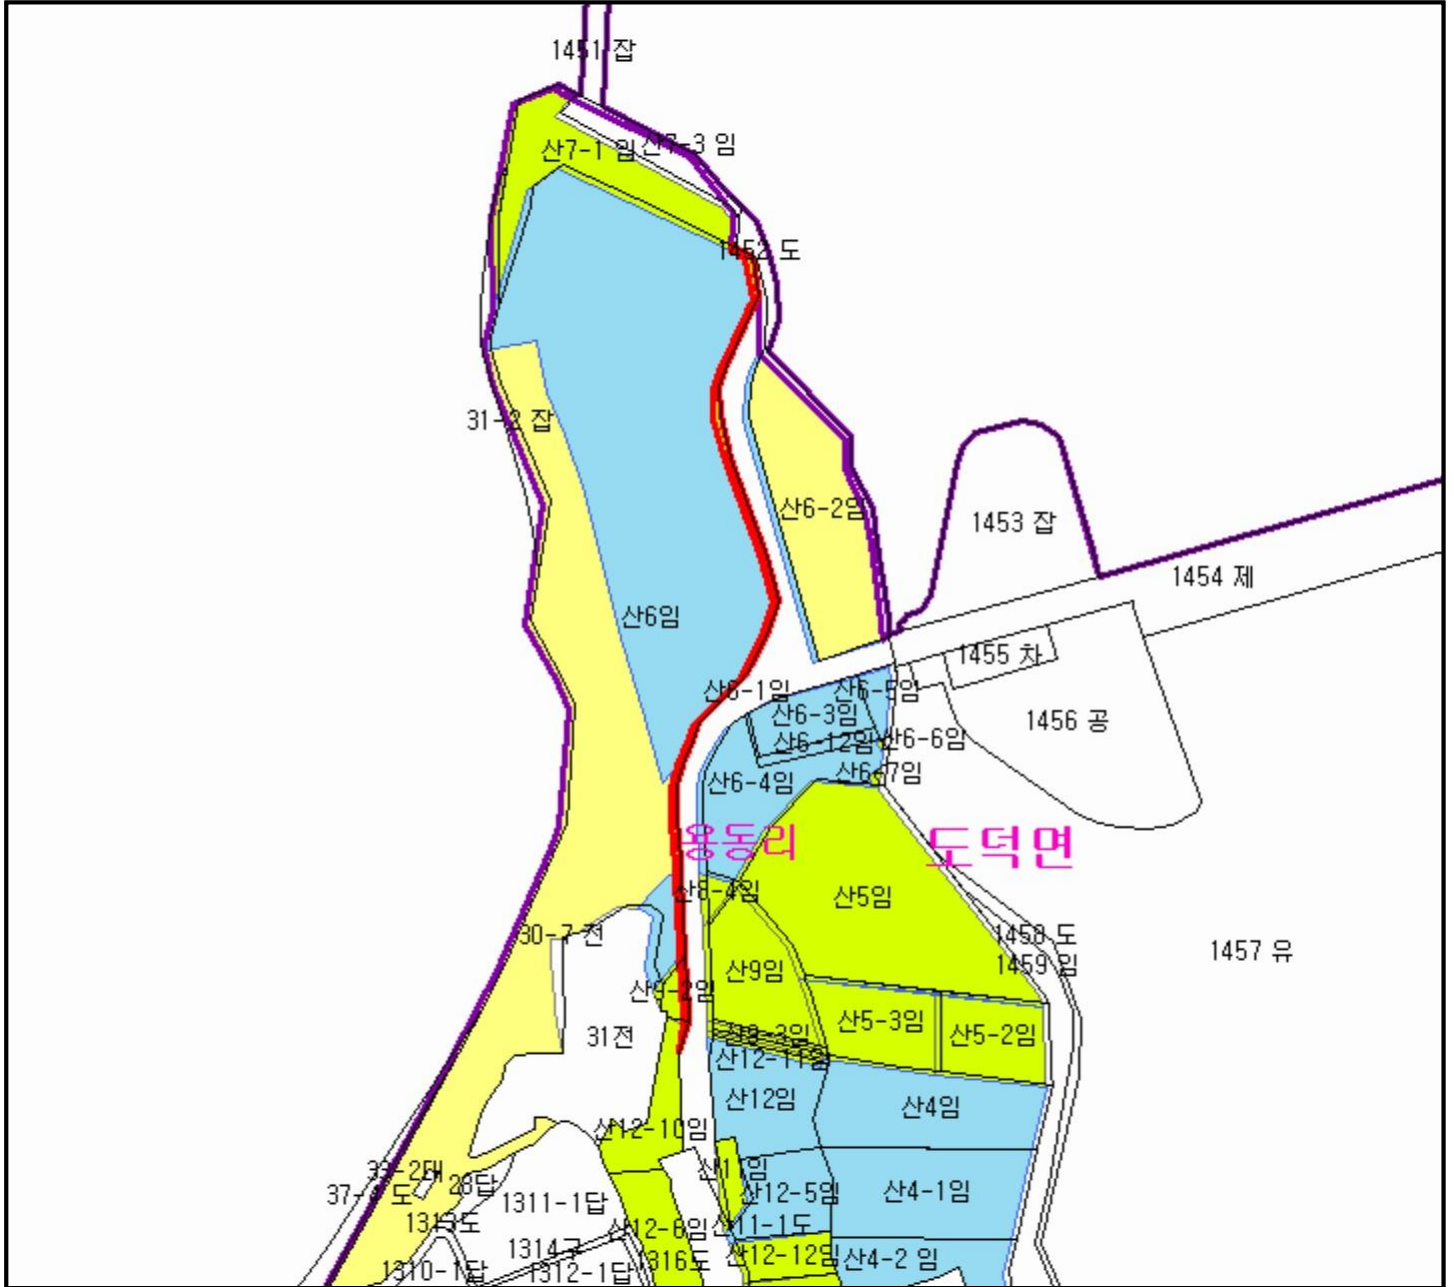 1451 잡
산7-1 임
산7-3 임
1452 도
31-2 잡
산6-2임
1453 잡
1454 제
산6임
1455 차
산6-1임
산6-5임
산6-3임
1456 공
산6-12임
산6-6임
산6-4임
산6-7임
용동리
도덕면
산8-4임
산5임
30-7 전
1458 도
1457 유
1459 임
산9임
산9-2임
산5-3임
31전
산9-3임
산5-2임
산12-11임
산12임
산4임
산12-10임
33-2대
산11임
37-4 도
28답
산12-5임
산4-1임
1311-1답
1313도
산12-6임
산11-1도
1314구
1316도
산12-12임
산4-2 임
1310-1답
1312-1답